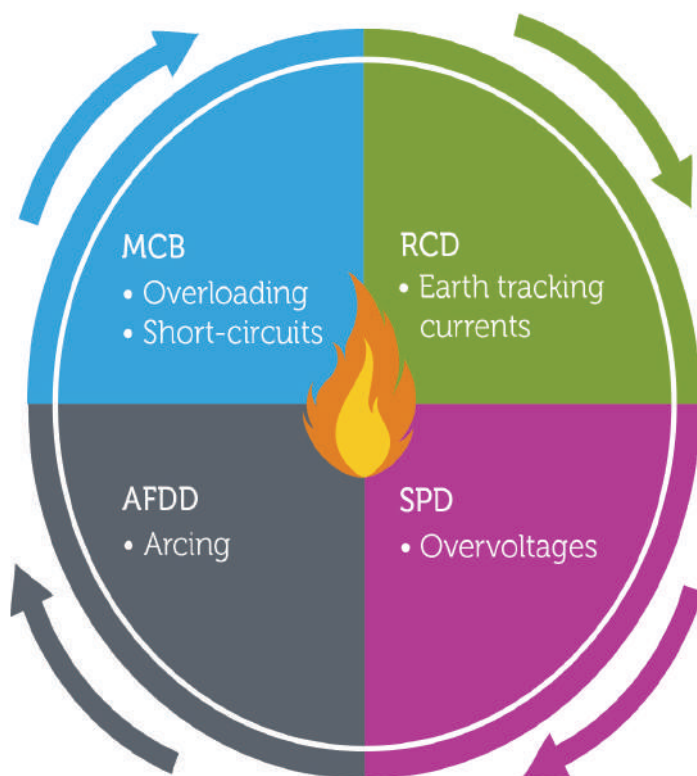 MCB
• Overloading
• Short-circuits
RCD
• Earth tracking
currents
AFDD
• Arcing
SPD
• Overvoltages